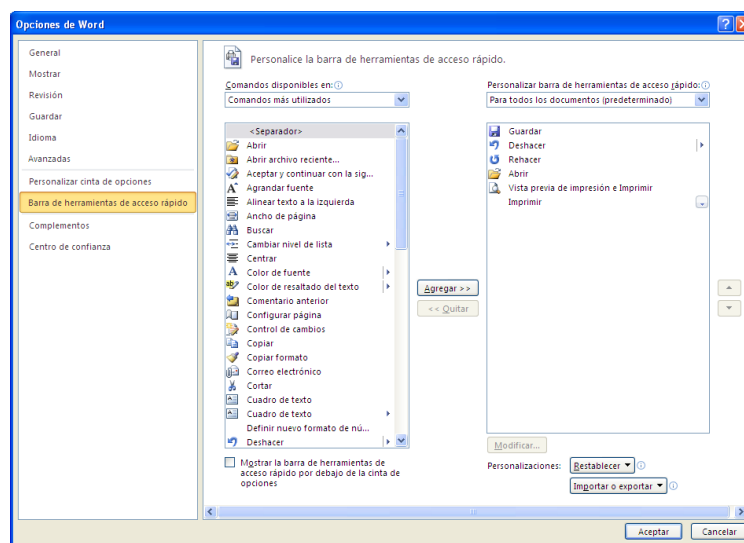 Opciones de Word
General
Mostrar
Revisión
Guardar
Idioma
Avanzadas
Personalizar cinta de opciones
Barra de herramientas de acceso rápido
Complementos
Centro de confianza
Personalice la barra de herramientas de acceso rápido.
Comandos disponibles en:
Comandos más utilizados
<Separador>
Abrir
Abrir archivo reciente...
Aceptar y continuar con la sig...
Agrandar fuente
Alinear texto a la izquierda
Ancho de página
Buscar
Cambiar nivel de lista
Centrar
Color de fuente
Color de resaltado del texto
Comentario anterior
Configurar página
Control de cambios
Copiar
Copiar formato
Correo electrónico
Cortar
Cuadro de texto
Cuadro de texto
Definir nuevo formato de nú...
Deshacer
Mostrar la barra de herramientas de
acceso rápido por debajo de la cinta de
opciones
Agregar >>
<< Quitar
Personalizar barra de herramientas de acceso rápido:
Para todos los documentos (predeterminado)
Guardar
Deshacer
Rehacer
Abrir
Vista previa de impresión e Imprimir
Imprimir
Modificar...
Personalizaciones:
Restablecer
Importar o exportar
Aceptar
Cancelar